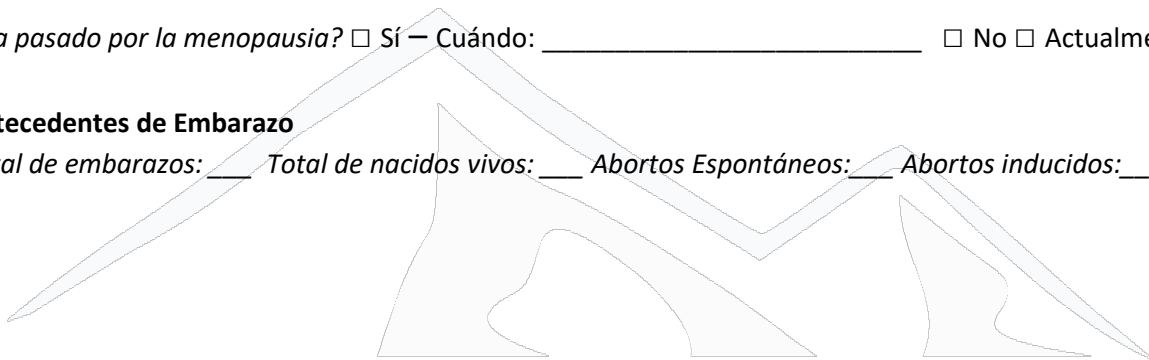 a pasado por la menopausia? □ Sí – Cuándo: __________________________ □ No □ Actualme
tecedentes de Embarazo
al de embarazos: ___ Total de nacidos vivos: ___ Abortos Espontáneos:___ Abortos inducidos:__